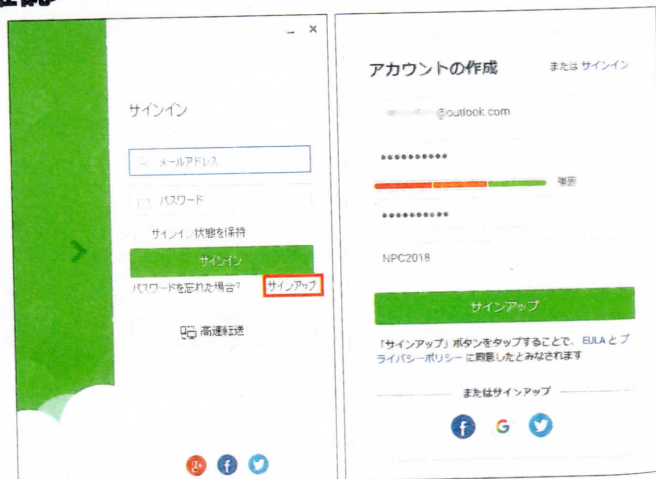 サインイン
メールアドレス
パスワード
サインイン状態を保持
サインイン
パスワードを忘れた場合? サインアップ
高速転送
アカウントの作成 または サインイン
@outlook.com
••••••••••
強固
••••••••••
NPC2018
サインアップ
「サインアップ」ボタンをタップすることで、 EULA と プ
ライバシーポリシー に同意したとみなされます
またはサインアップ